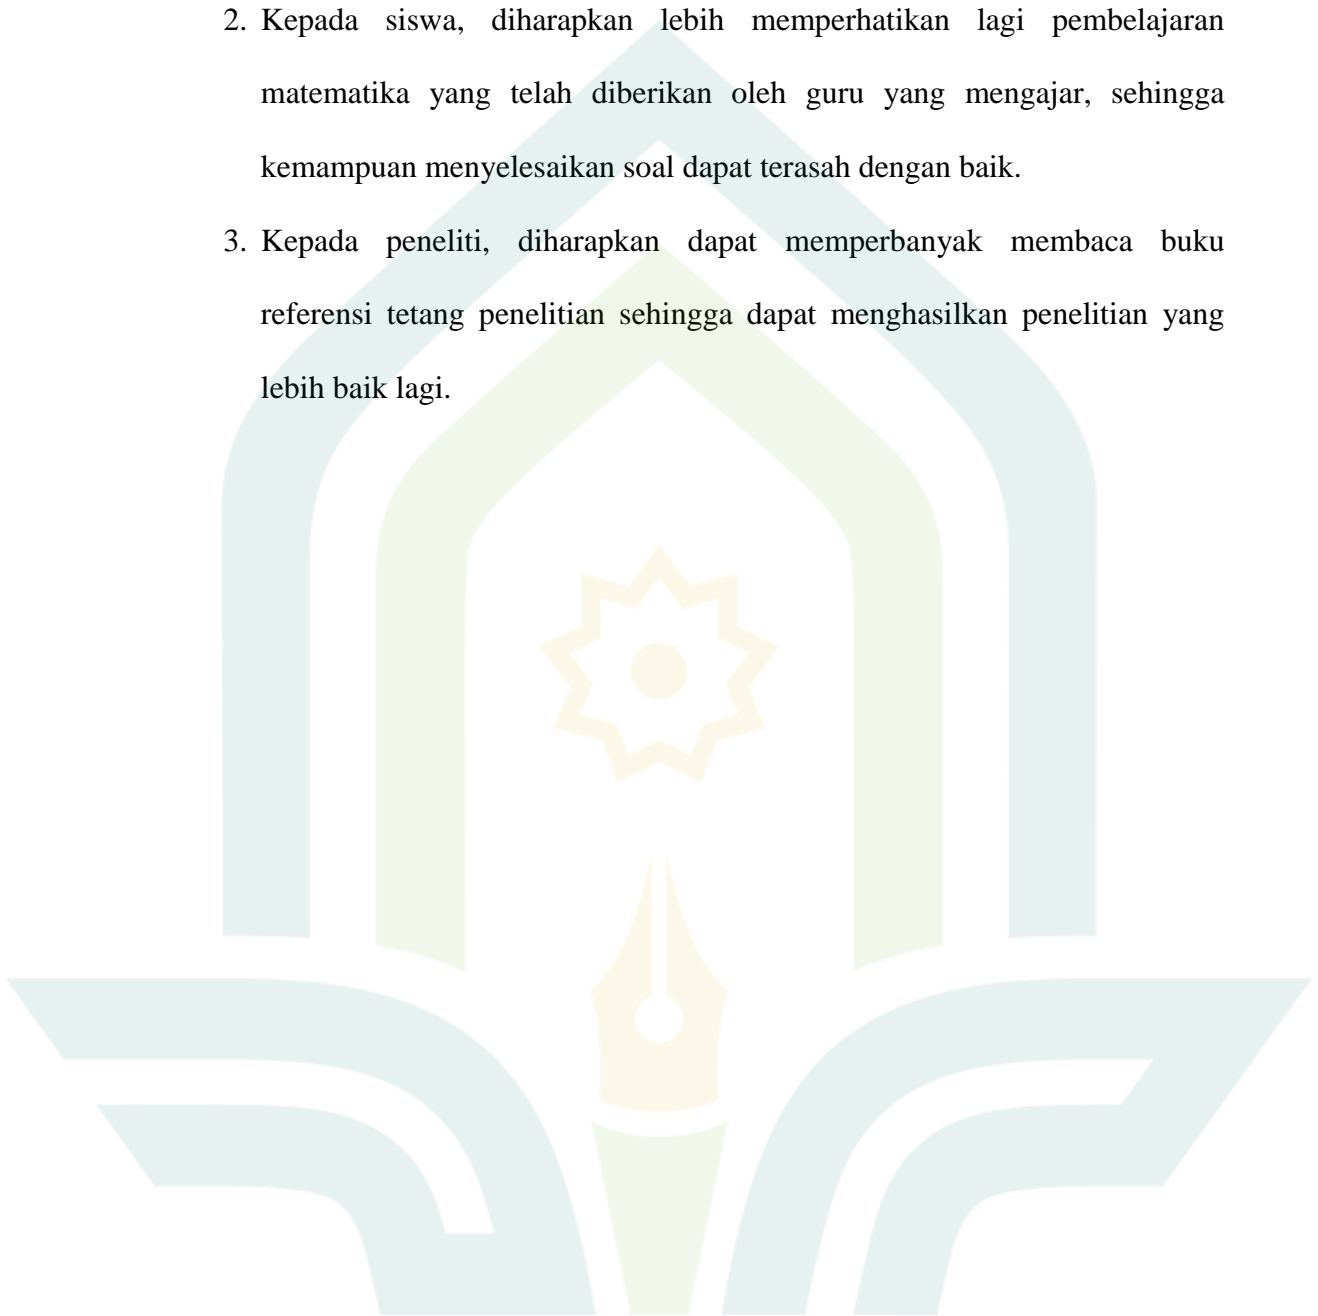 2. Kepada siswa, diharapkan lebih memperhatikan lagi pembelajaran
matematika yang telah diberikan oleh guru yang mengajar, sehingga
kemampuan menyelesaikan soal dapat terasah dengan baik.
3. Kepada peneliti, diharapkan dapat memperbanyak membaca buku
referensi tetang penelitian sehingga dapat menghasilkan penelitian yang
lebih baik lagi.